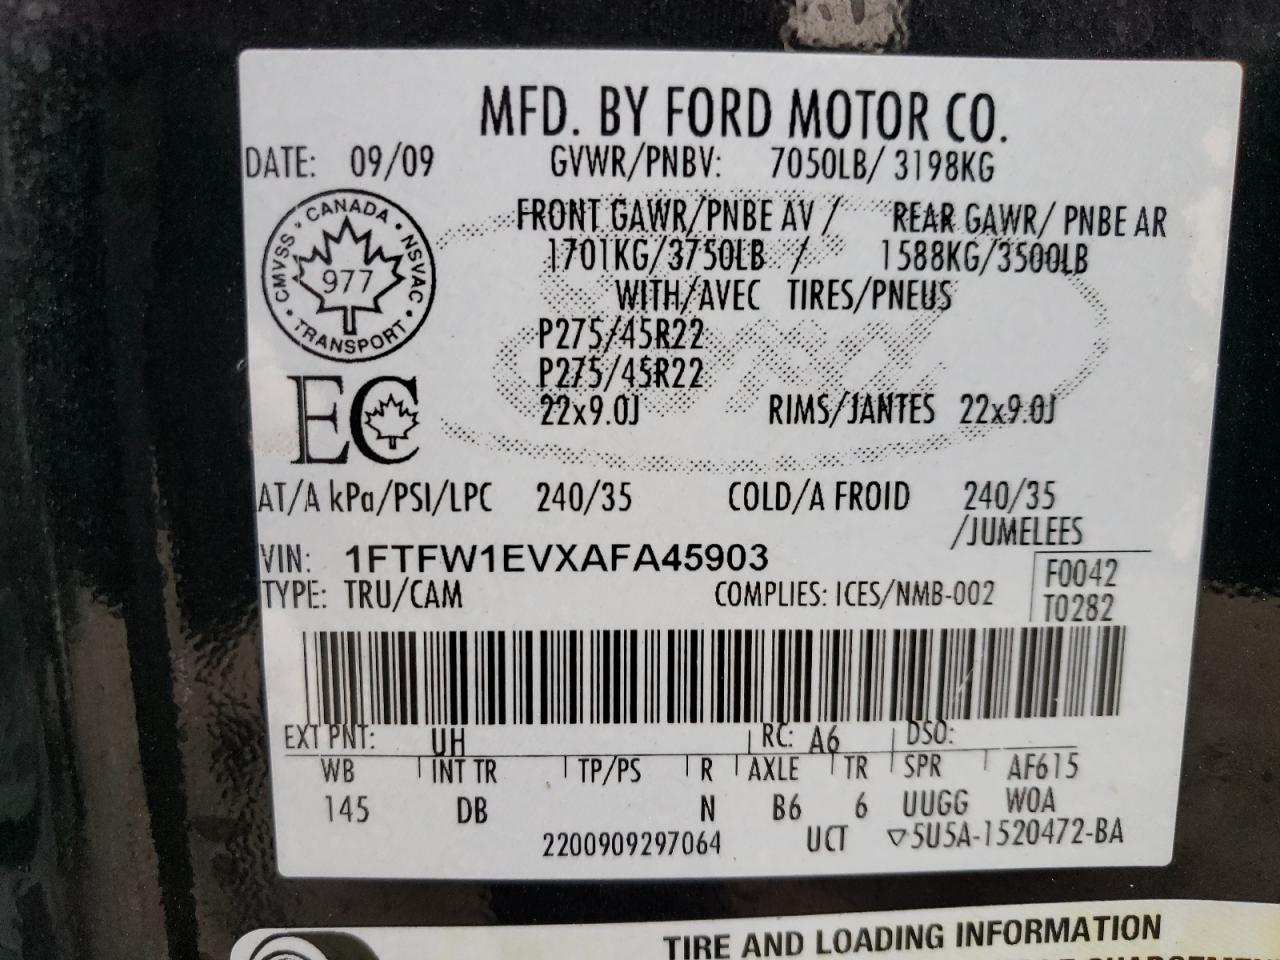 MFD. BY FORD MOTOR CO.
DATE: 09/09 GVWR/PNBV: 7050LB/ 3198KG
CANADA
CMVSS NSVAC
977
TRANSPORT
FRONT GAWR/PNBE AV / REAR GAWR/ PNBE AR
1701KG/3750LB / 1588KG/3500LB
WITH/AVEC TIRES/PNEUS
P275/45R22
P275/45R22
22x9.0J RIMS/JANTES 22x9.0J
EC
AT/A kPa/PSI/LPC 240/35 COLD/A FROID 240/35
/JUMELEES
VIN: 1FTFW1EVXAFA45903
TYPE: TRU/CAM COMPLIES: ICES/NMB-002
F0042
T0282
EXT PNT: UH RC: A6 DSO:
WB INT TR TP/PS R AXLE TR SPR AF615
145 DB N B6 6 UUGG WOA
2200909297064 UCT ▽5U5A-1520472-BA
TIRE AND LOADING INFORMATION